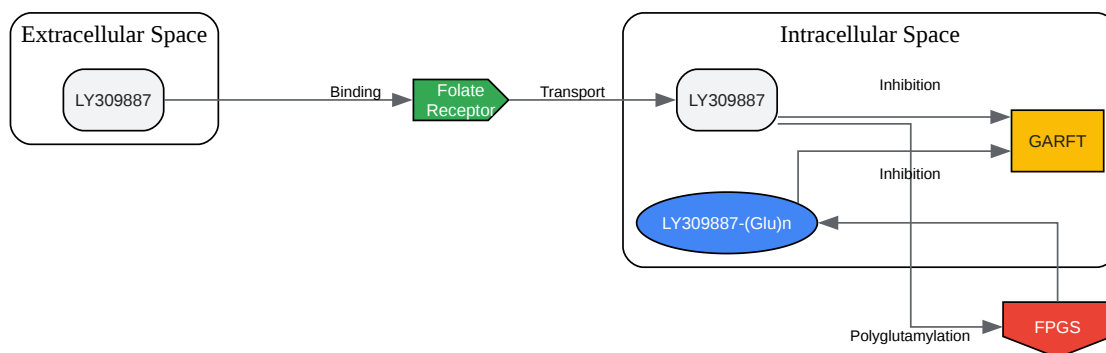 Extracellular Space
LY309887
Binding
Folate
Receptor
Transport
Intracellular Space
LY309887
Inhibition
GARFT
Inhibition
LY309887-(Glu)n
Polyglutamylation
FPGS